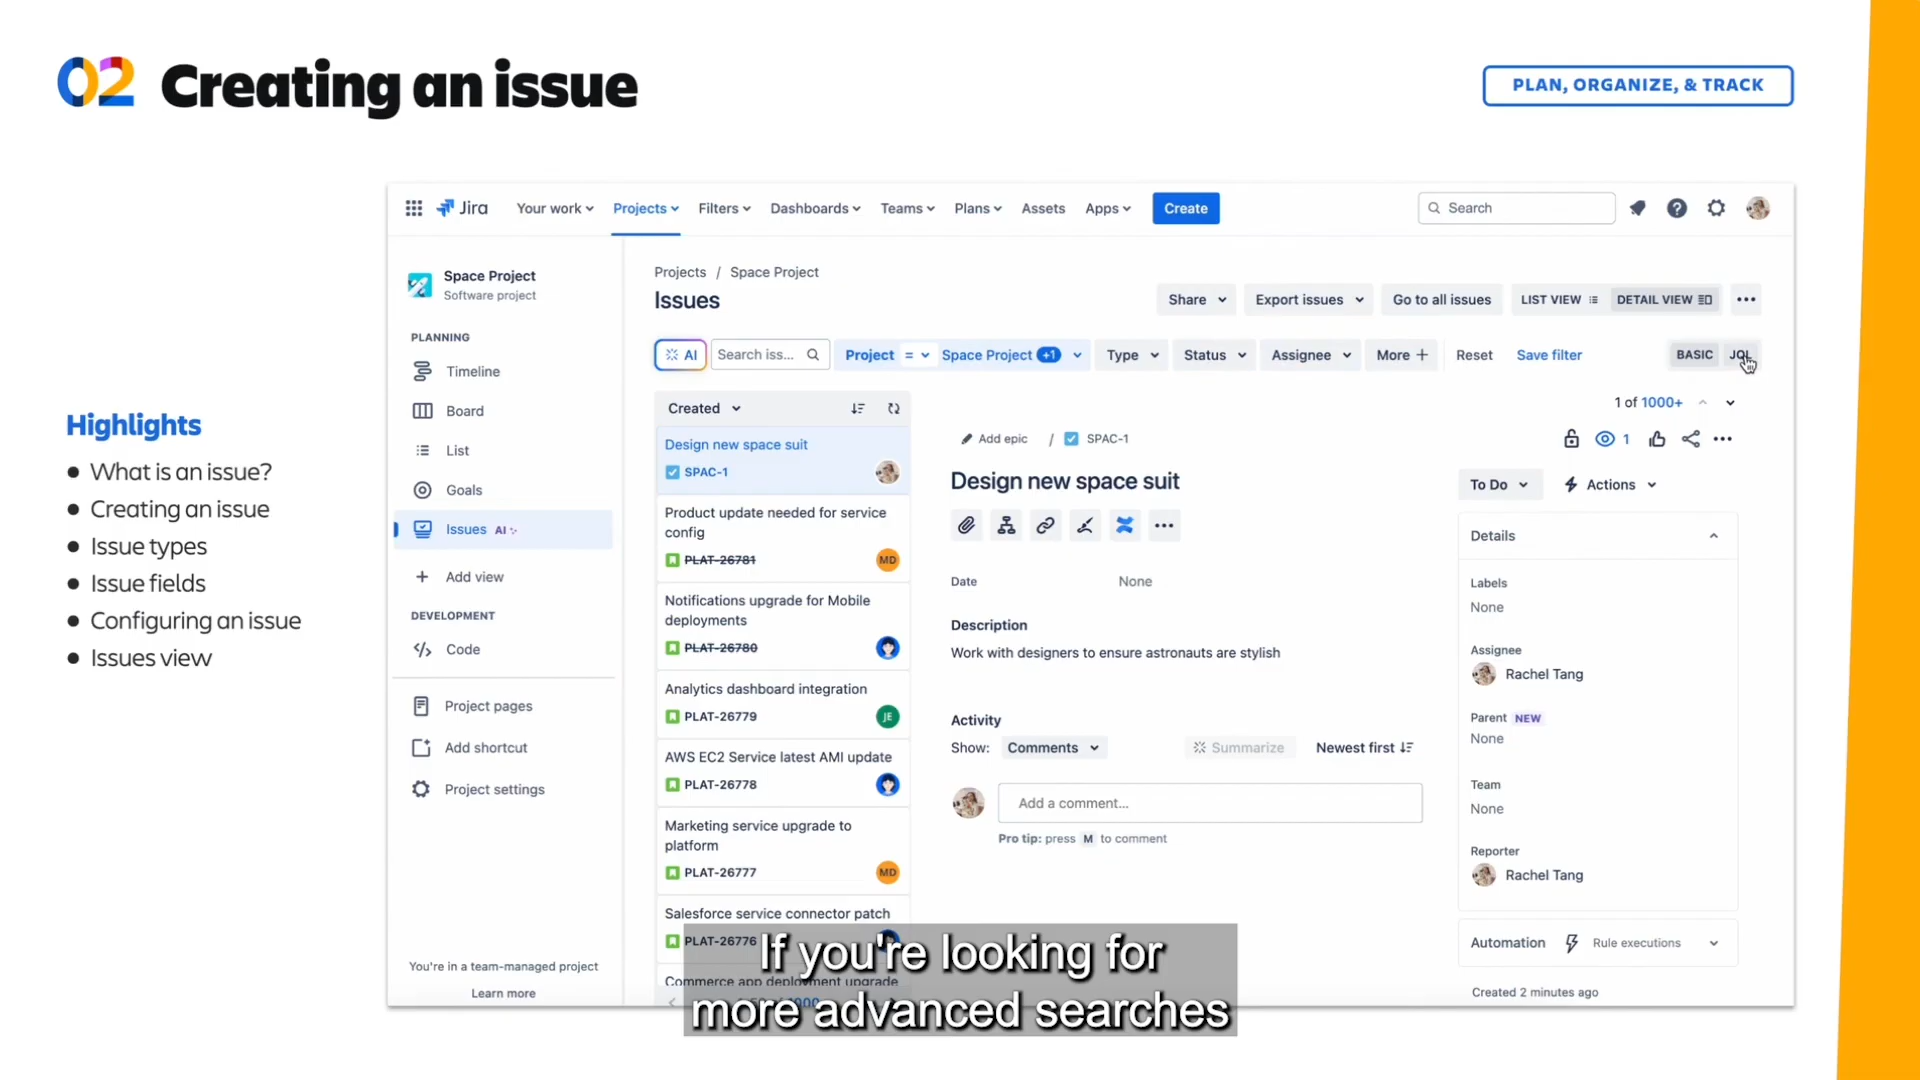 02 Creating an issue
PLAN, ORGANIZE, & TRACK
Highlights
What is an issue?
Creating an issue
Issue types
Issue fields
Configuring an issue
Issues view
Jira
Your work
Projects
Filters
Dashboards
Teams
Plans
Assets
Apps
Create
Search
Space Project
Software project
PLANNING
Timeline
Board
List
Goals
Issues AI
Add view
DEVELOPMENT
Code
Project pages
Add shortcut
Project settings
You're in a team-managed project
Learn more
Projects / Space Project
Issues
Share
Export issues
Go to all issues
LIST VIEW
DETAIL VIEW
AI
Search iss...
Project =
Space Project +1
Type
Status
Assignee
More +
Reset
Save filter
BASIC
JQL
Created
Design new space suit
SPAC-1
Product update needed for service
config
PLAT-26781
MD
Notifications upgrade for Mobile
deployments
PLAT-26780
Analytics dashboard integration
PLAT-26779
JE
AWS EC2 Service latest AMI update
PLAT-26778
Marketing service upgrade to
platform
PLAT-26777
MD
Salesforce service connector patch
PLAT-26776
Commerce app deployment upgrade
1 of 1000+
Add epic / SPAC-1
1
Design new space suit
Date
None
Description
Work with designers to ensure astronauts are stylish
Activity
Show: Comments
Summarize
Newest first
Add a comment...
Pro tip: press M to comment
To Do
Actions
Details
Labels
None
Assignee
Rachel Tang
Parent NEW
None
Team
None
Reporter
Rachel Tang
Automation
Rule executions
Created 2 minutes ago
If you're looking for
more advanced searches